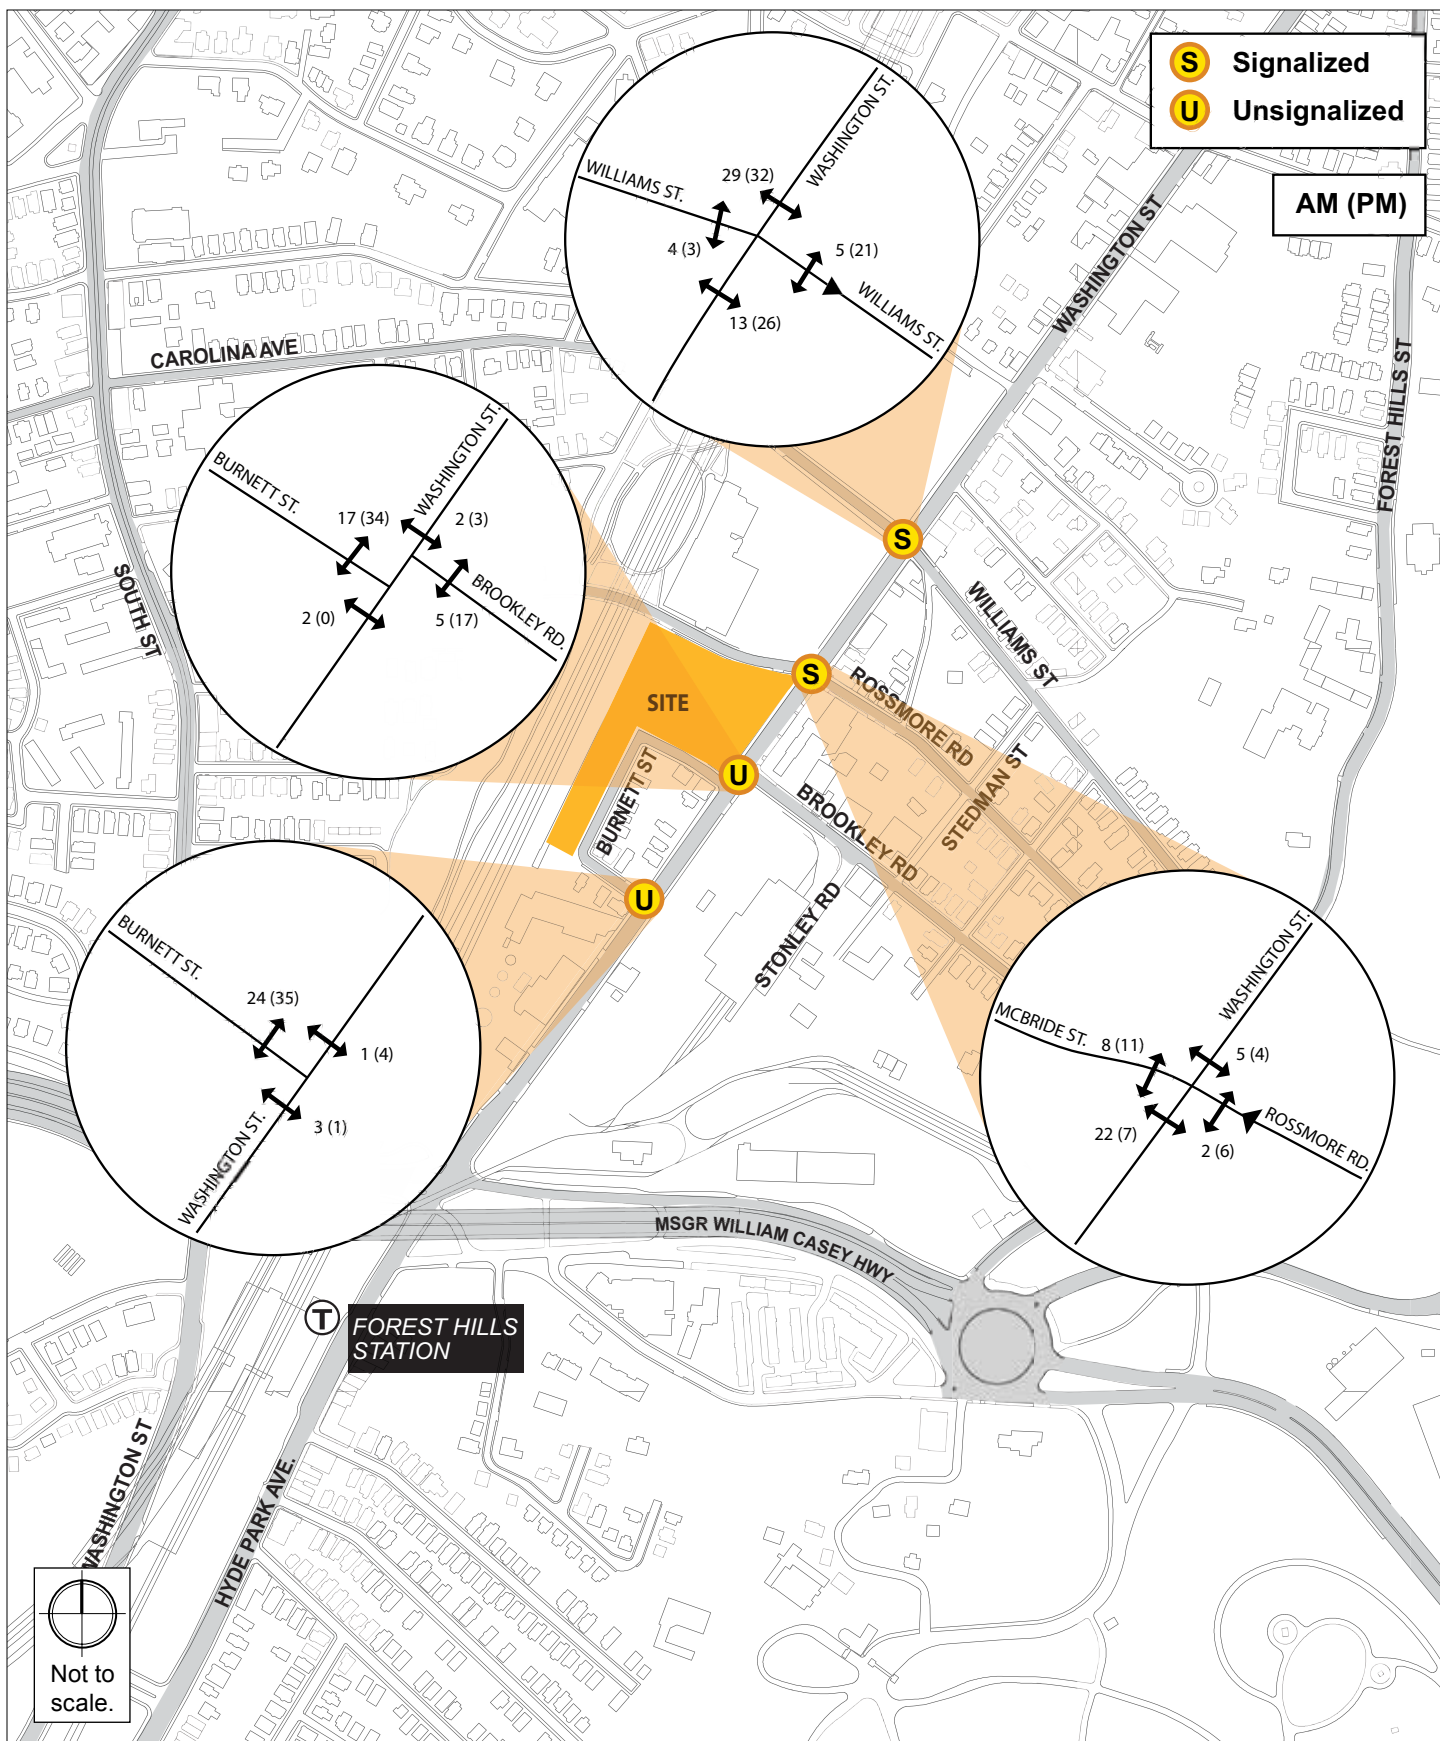 S Signalized
U Unsignalized
AM (PM)
WASHINGTON ST.
WILLIAMS ST.
29 (32)
4 (3)
5 (21)
13 (26)
WILLIAMS ST.
WASHINGTON ST
FOREST HILLS ST
CAROLINA AVE
WASHINGTON ST.
BURNETT ST.
17 (34)
2 (3)
BROOKLEY RD.
2 (0)
5 (17)
SOUTH ST
S
WILLIAMS ST
S
ROSSMORE RD
SITE
STEDMAN ST
U
BURNETT ST
BROOKLEY RD
U
STONLEY RD
BURNETT ST.
24 (35)
1 (4)
3 (1)
WASHINGTON ST.
WASHINGTON ST.
MCBRIDE ST.
8 (11)
5 (4)
22 (7)
2 (6)
ROSSMORE RD.
MSGR WILLIAM CASEY HWY
T
FOREST HILLS
STATION
WASHINGTON ST
HYDE PARK AVE.
Not to
scale.